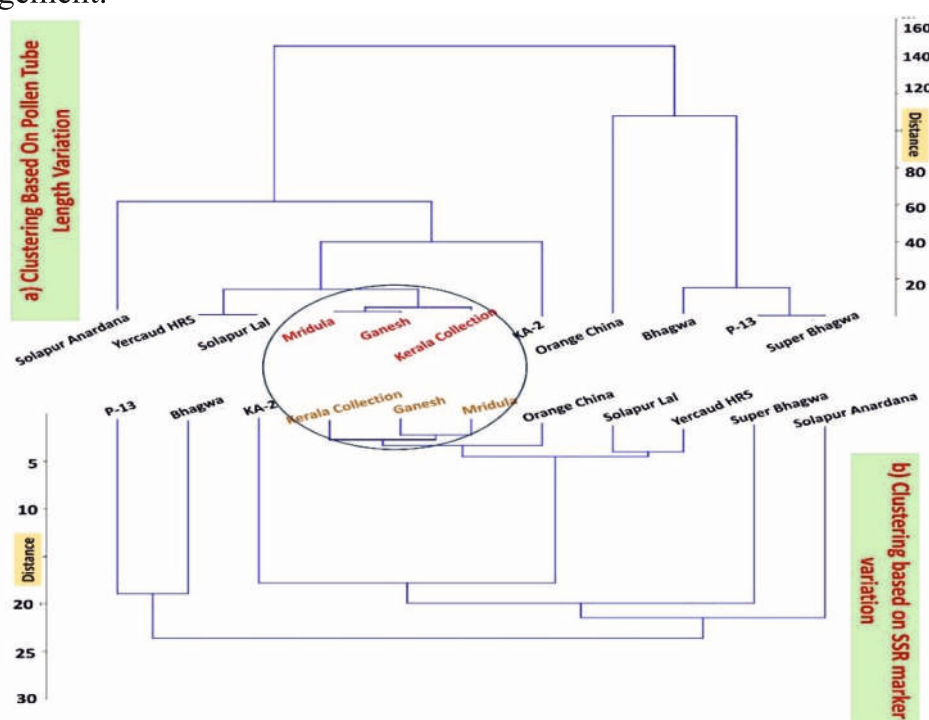 gement.
160
140
120
Distance
80
60
40
20
a) Clustering Based On Pollen Tube
Length Variation
Solapur Anardana
Yercaud HRS
Solapur Lal
Mridula
Ganesh
Kerala Collection
KA-2
Orange China
Bhagwa
P-13
Super Bhagwa
P-13
Bhagwa
KA-2
Kerala Collection
Ganesh
Mridula
Orange China
Solapur Lal
Yercaud HRS
Super Bhagwa
Solapur Anardana
5
10
Distance
20
25
30
b) Clustering based on SSR marker
variation